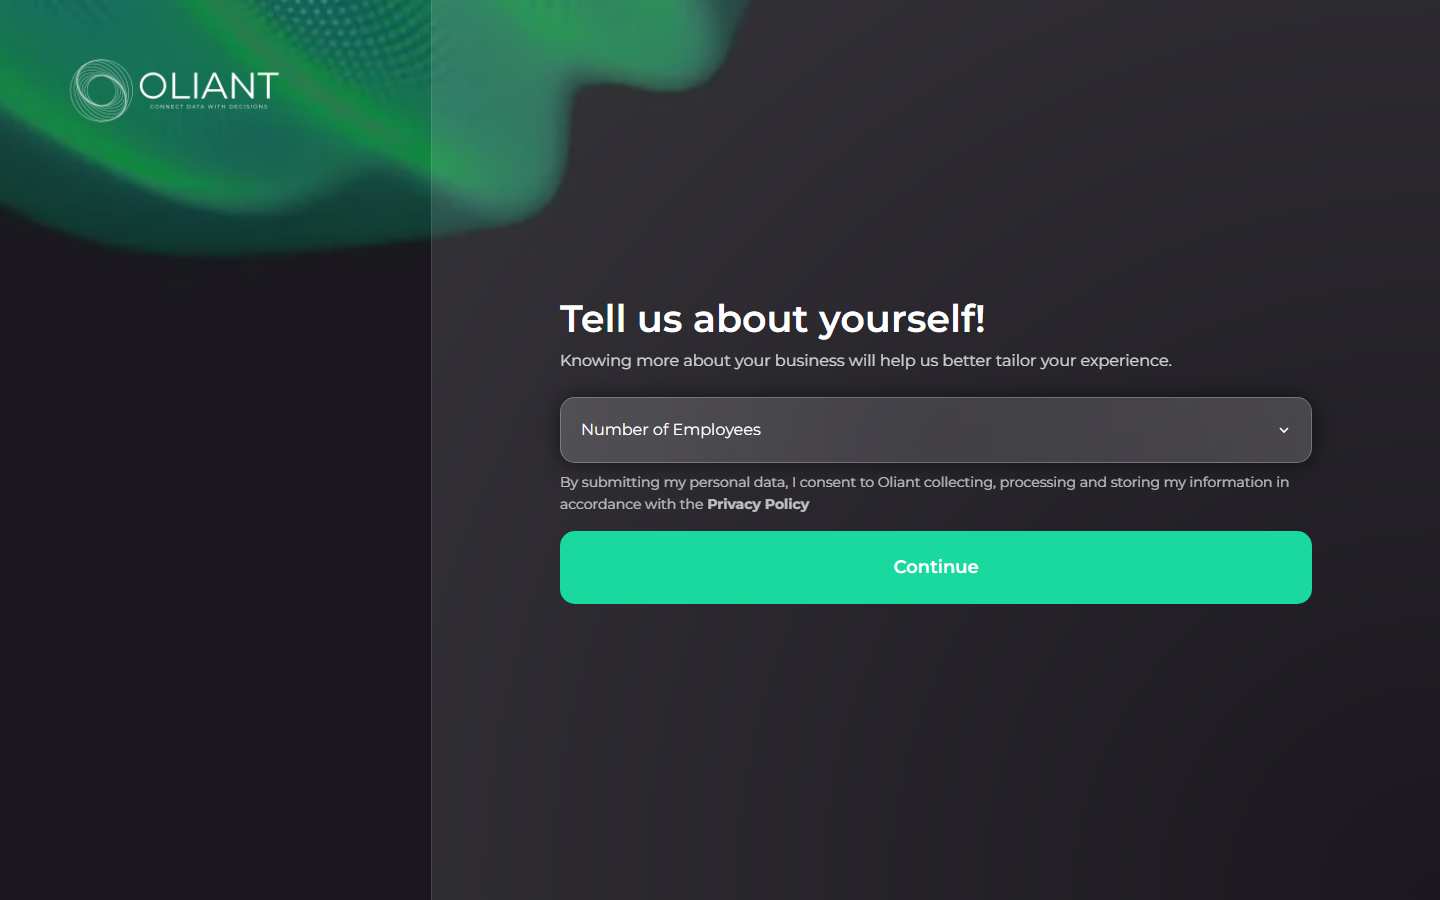 OLIANT
CONNECT DATA WITH DECISIONS
Tell us about yourself!
Knowing more about your business will help us better tailor your experience.
Number of Employees
By submitting my personal data, I consent to Oliant collecting, processing and storing my information in
accordance with the Privacy Policy
Continue